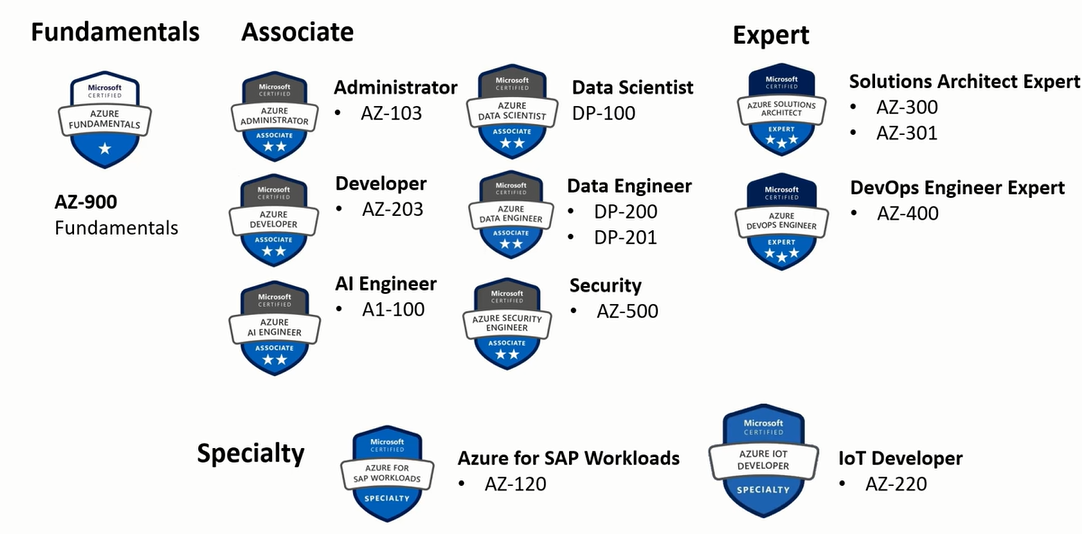 Fundamentals
Microsoft
CERTIFIED
AZURE
FUNDAMENTALS
AZ-900
Fundamentals
Associate
Microsoft
CERTIFIED
AZURE
ADMINISTRATOR
ASSOCIATE
Administrator
• AZ-103
Microsoft
CERTIFIED
AZURE
DATA SCIENTIST
ASSOCIATE
Data Scientist
DP-100
Microsoft
CERTIFIED
AZURE
DEVELOPER
ASSOCIATE
Developer
• AZ-203
Microsoft
CERTIFIED
AZURE
DATA ENGINEER
ASSOCIATE
Data Engineer
• DP-200
• DP-201
Microsoft
CERTIFIED
AZURE
AI ENGINEER
ASSOCIATE
AI Engineer
• A1-100
Microsoft
CERTIFIED
AZURE SECURITY
ENGINEER
ASSOCIATE
Security
• AZ-500
Expert
Microsoft
CERTIFIED
AZURE SOLUTIONS
ARCHITECT
EXPERT
Solutions Architect Expert
• AZ-300
• AZ-301
Microsoft
CERTIFIED
AZURE
DEVOPS ENGINEER
EXPERT
DevOps Engineer Expert
• AZ-400
Specialty
Microsoft
CERTIFIED
AZURE FOR
SAP WORKLOADS
SPECIALTY
Azure for SAP Workloads
• AZ-120
Microsoft
CERTIFIED
AZURE IOT
DEVELOPER
SPECIALTY
IoT Developer
• AZ-220